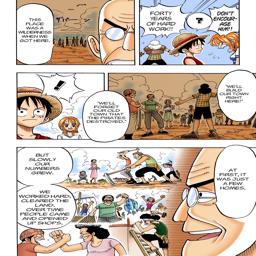 THIS
PLACE
WAS A
WILDERNESS
WHEN WE
GOT HERE.
FORTY
YEARS
OF HARD
WORK!!
?
DON'T
ENCOUR-
AGE
HIM!!
!
"WE'LL
FORGET OUR
OLD TOWN
THAT THE
PIRATES
DESTROYED."
"WE'LL
BUILD
OUR TOWN
RIGHT
HERE!"
AT
FIRST, IT
WAS JUST
A FEW
HOMES.
BUT
SLOWLY
OUR
NUMBERS
GREW.
WE
WORKED HARD,
CLEARED THE
LAND.
OVER TIME
PEOPLE CAME
AND OPENED
UP SHOPS.